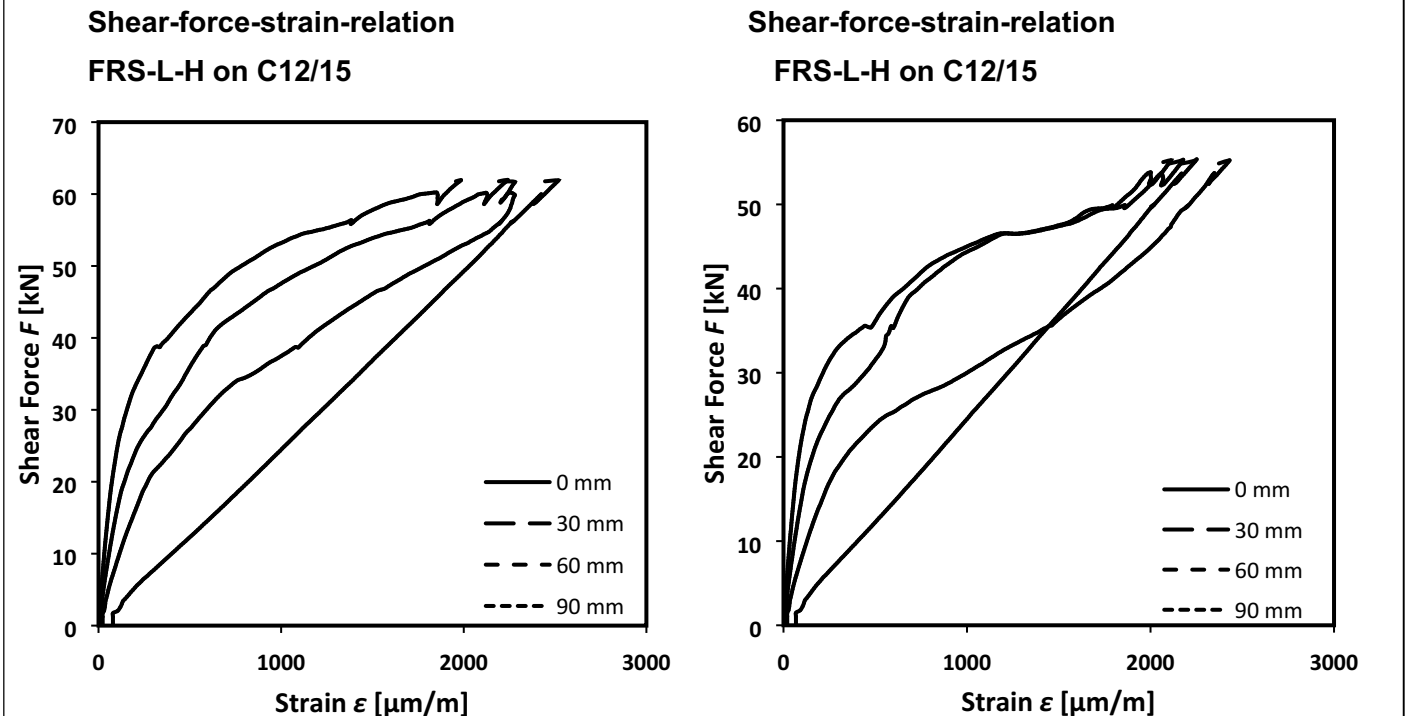 Shear-force-strain-relation
FRS-L-H on C12/15
70
60
50
40
30
20
10
0
Shear Force F [kN]
0 mm
30 mm
60 mm
90 mm
0 1000 2000 3000
Strain ε [µm/m]
Shear-force-strain-relation
FRS-L-H on C12/15
60
50
40
30
20
10
0
Shear Force F [kN]
0 mm
30 mm
60 mm
90 mm
0 1000 2000 3000
Strain ε [µm/m]